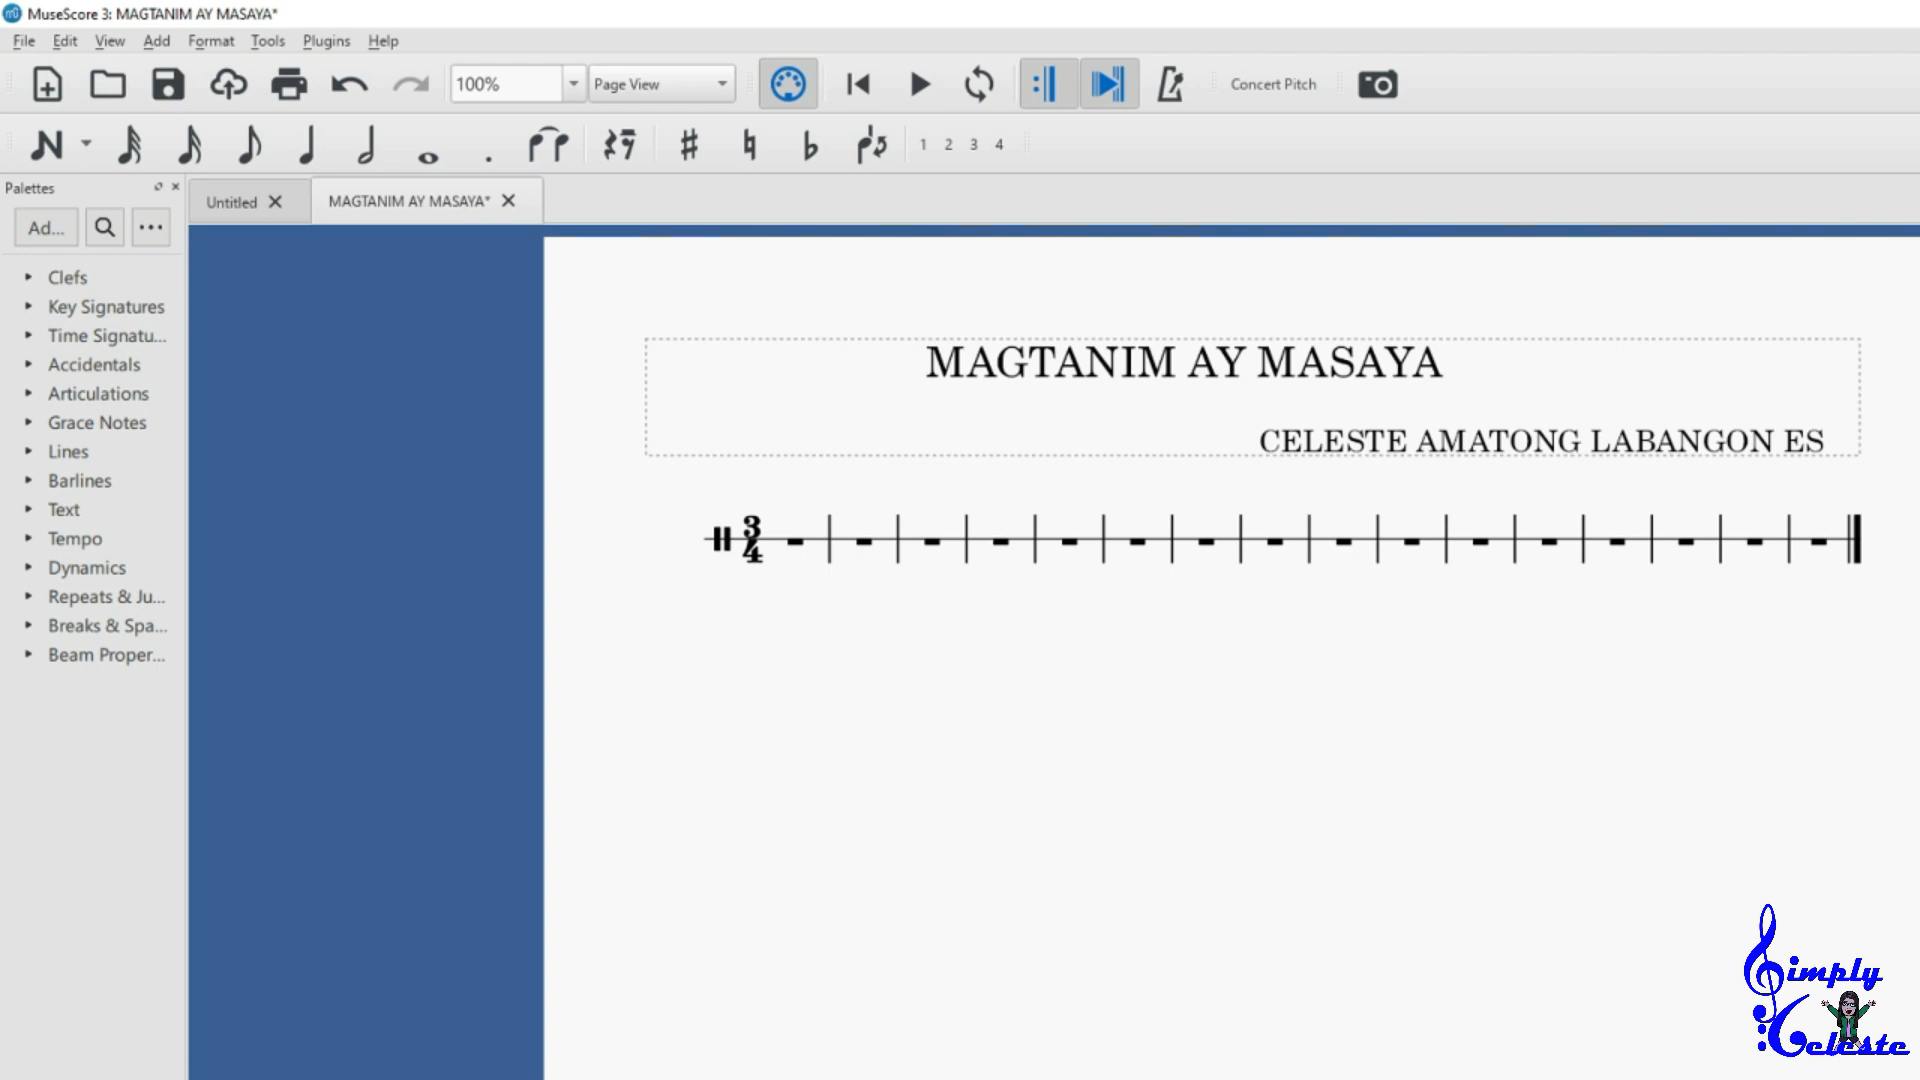 MuseScore 3: MAGTANIM AY MASAYA*
File Edit View Add Format Tools Plugins Help
100% Page View Concert Pitch
1 2 3 4
Palettes
Untitled MAGTANIM AY MASAYA*
Ad...
Clefs
Key Signatures
Time Signatu...
Accidentals
Articulations
Grace Notes
Lines
Barlines
Text
Tempo
Dynamics
Repeats & Ju...
Breaks & Spa...
Beam Proper...
MAGTANIM AY MASAYA
CELESTE AMATONG LABANGON ES
3
4
Simply
Celeste